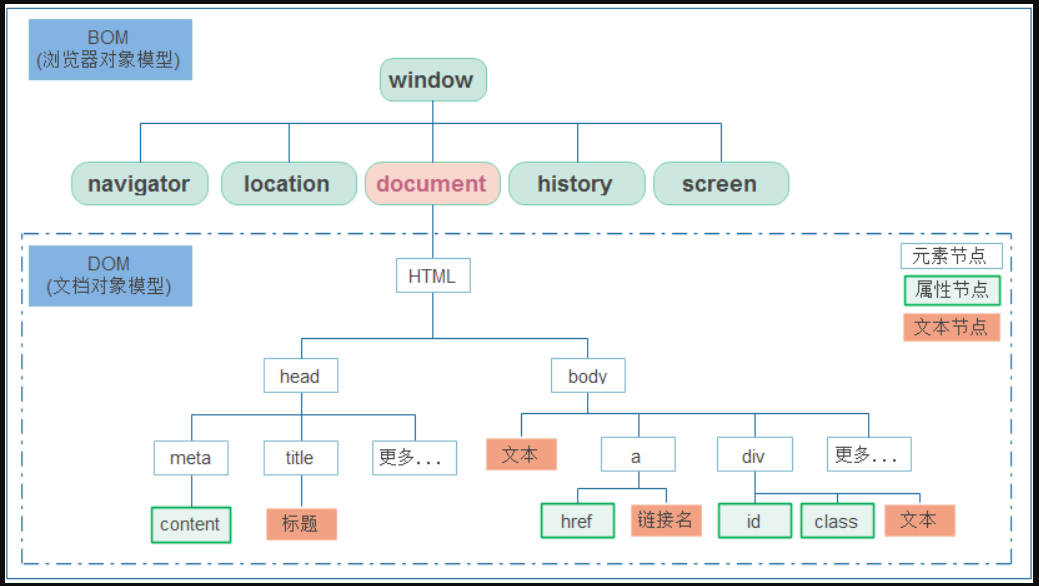 BOM
(浏览器对象模型)
window
navigator
location
document
history
screen
DOM
(文档对象模型)
HTML
元素节点
属性节点
文本节点
head
body
meta
title
更多...
文本
a
div
更多...
content
标题
href
链接名
id
class
文本